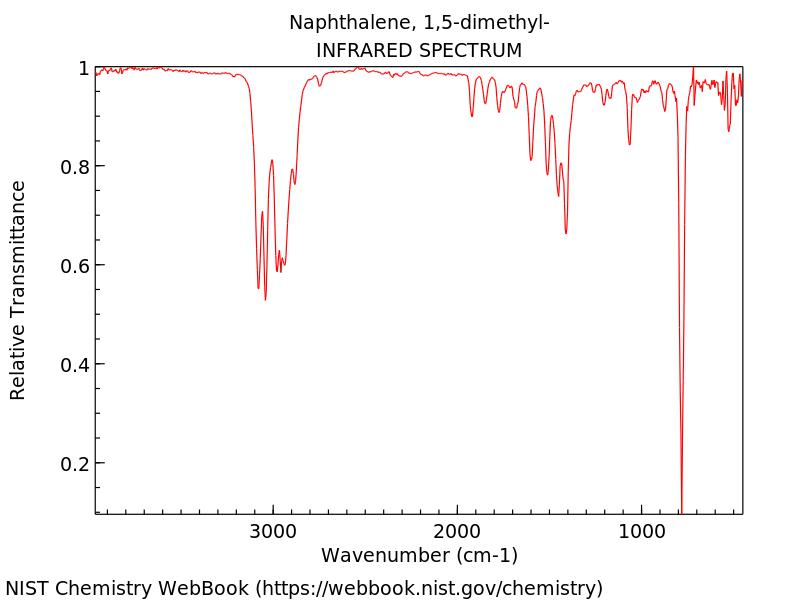 Naphthalene, 1,5-dimethyl-
INFRARED SPECTRUM
1
0.8
0.6
0.4
0.2
Relative Transmittance
3000 2000 1000
Wavenumber (cm-1)
NIST Chemistry WebBook (https://webbook.nist.gov/chemistry)